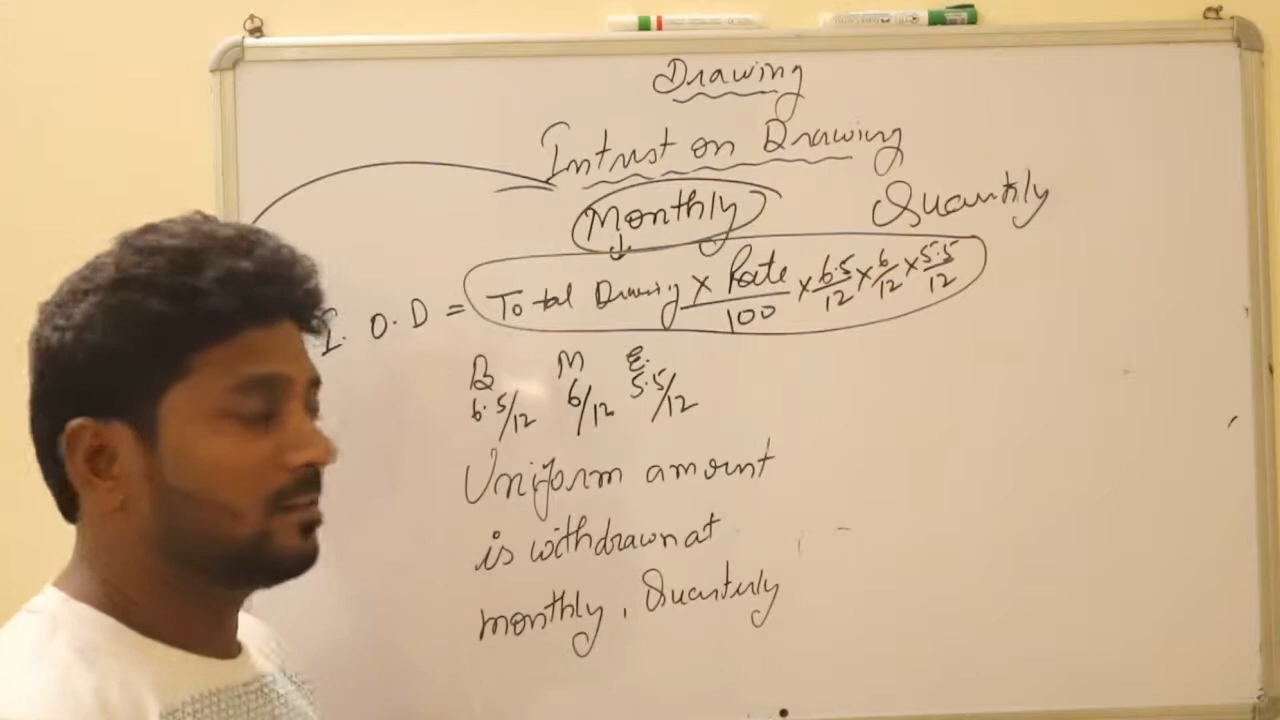 Drawing
Intrust on Drawing
Monthly Quantily
I. O. D = Total Drawing × Rate/100 × 6.5/12 × 6/12 × 5.5/12
B M E.
6.5/12 6/12 5.5/12
Uniform amount
is withdrawn at
monthly, Quarterly